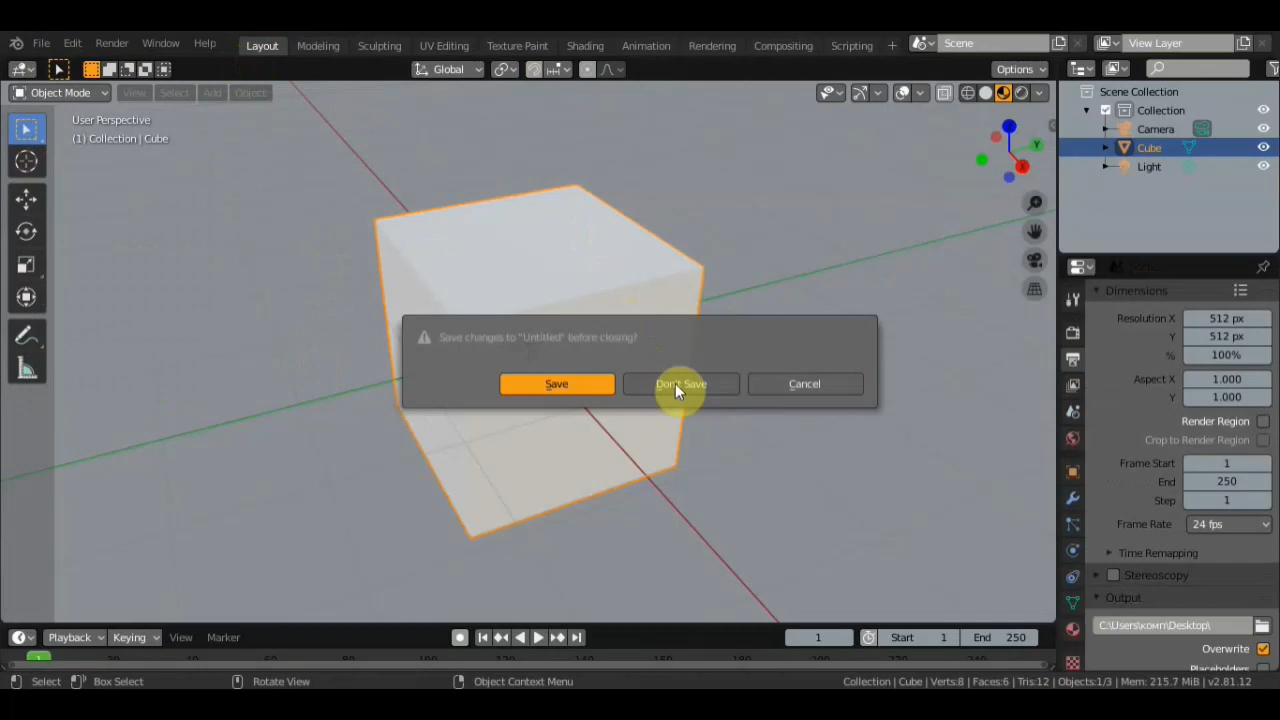 File Edit Render Window Help Layout Modeling Sculpting UV Editing Texture Paint Shading Animation Rendering Compositing Scripting + Scene View Layer
Global Options
Object Mode View Select Add Object
User Perspective
(1) Collection | Cube
Z
Y
X
Scene Collection
Collection
Camera
Cube
Light
Dimensions
Resolution X 512 px
Y 512 px
% 100%
Aspect X 1.000
Y 1.000
Render Region
Crop to Render Region
Frame Start 1
End 250
Step 1
Frame Rate 24 fps
Time Remapping
Stereoscopy
Output
C:\Users\комп\Desktop\
Overwrite
Placeholders
Save changes to "Untitled" before closing?
Save Don't Save Cancel
Playback Keying View Marker 1 Start 1 End 250
Select Box Select Rotate View Object Context Menu Collection | Cube | Verts:8 | Faces:6 | Tris:12 | Objects:1/3 | Mem: 215.7 MiB | v2.81.12